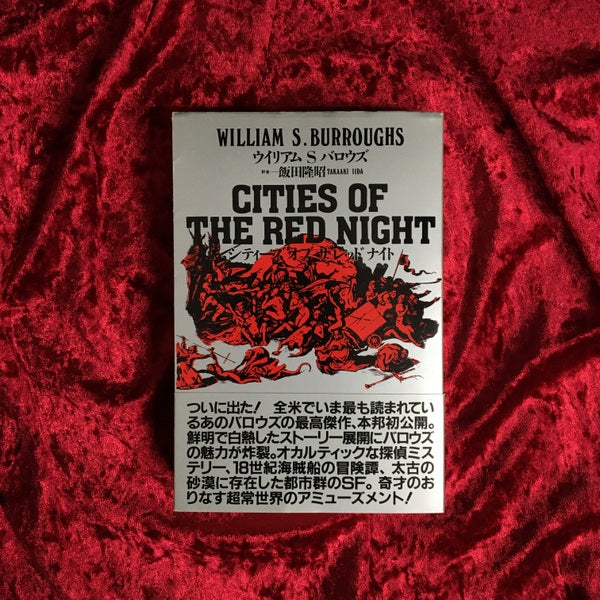 WILLIAM S. BURROUGHS
ウイリアム S バロウズ
訳者—飯田隆昭 TAKAAKI IIDA
CITIES OF
THE RED NIGHT
シティーズ オブ ザ レッド ナイト
ついに出た! 全米でいま最も読まれてい
るあのバロウズの最高傑作、本邦初公開。
鮮明で白熱したストーリー展開にバロウズ
の魅力が炸裂。オカルティックな探偵ミス
テリー、18世紀海賊船の冒険譚、太古の
砂漠に存在した都市群のSF。奇才のお
りなす超常世界のアミューズメント!